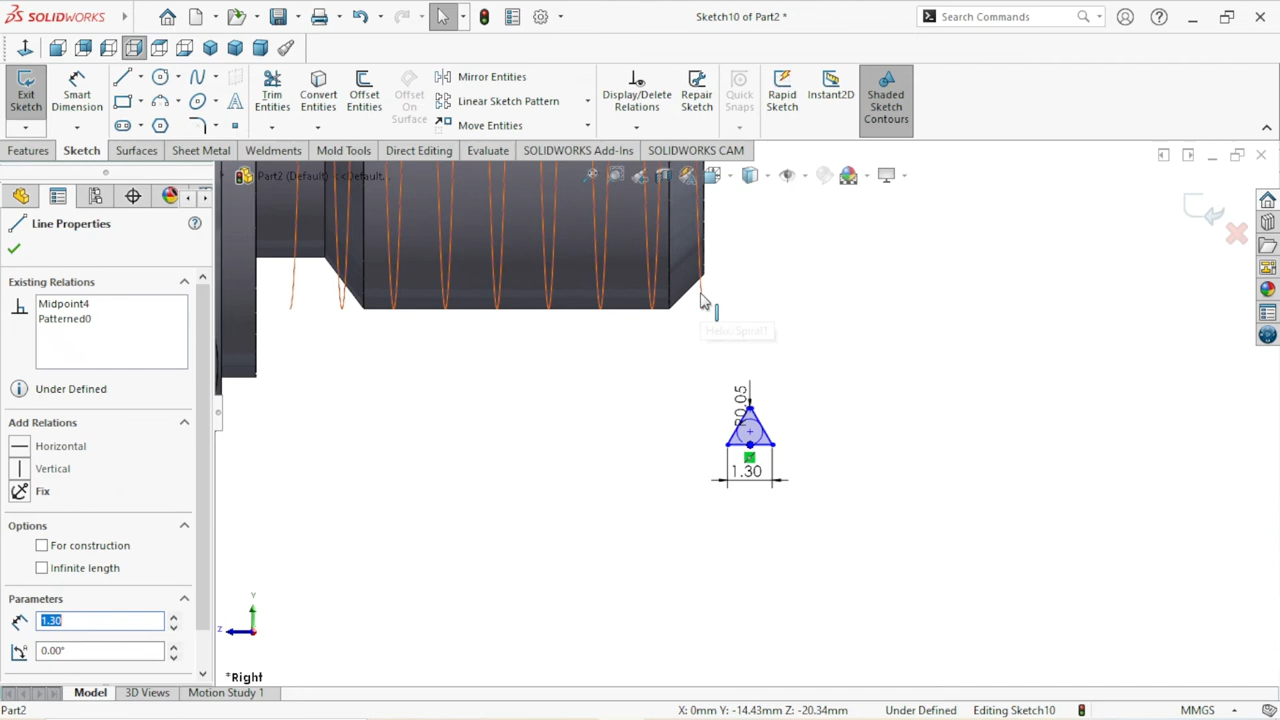 SOLIDWORKS
Sketch10 of Part2 *
Search Commands
Exit Sketch
Smart Dimension
Trim Entities
Convert Entities
Offset Entities
Offset On Surface
Mirror Entities
Linear Sketch Pattern
Move Entities
Display/Delete Relations
Repair Sketch
Quick Snaps
Rapid Sketch
Instant2D
Shaded Sketch Contours
Features
Sketch
Surfaces
Sheet Metal
Weldments
Mold Tools
Direct Editing
Evaluate
SOLIDWORKS Add-Ins
SOLIDWORKS CAM
Part2 (Default) <<Default...
Line Properties
Existing Relations
Midpoint4
Patterned0
Under Defined
Add Relations
Horizontal
Vertical
Fix
Options
For construction
Infinite length
Parameters
1.30
0.00°
Helix/Spiral1
1.30
Y
Z
*Right
Model
3D Views
Motion Study 1
Part2
X: 0mm Y: -14.43mm Z: -20.34mm
Under Defined
Editing Sketch10
MMGS